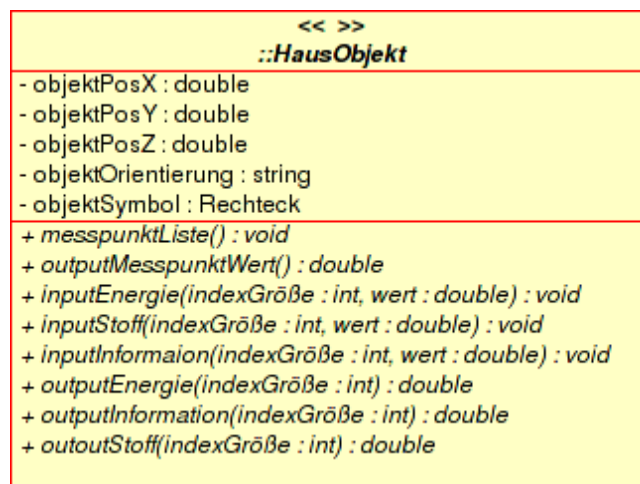 << >>
::HausObjekt
- objektPosX : double
- objektPosY : double
- objektPosZ : double
- objektOrientierung : string
- objektSymbol : Rechteck
+ messpunktListe() : void
+ outputMesspunktWert() : double
+ inputEnergie(indexGröße : int, wert : double) : void
+ inputStoff(indexGröße : int, wert : double) : void
+ inputInformaion(indexGröße : int, wert : double) : void
+ outputEnergie(indexGröße : int) : double
+ outputInformation(indexGröße : int) : double
+ outoutStoff(indexGröße : int) : double